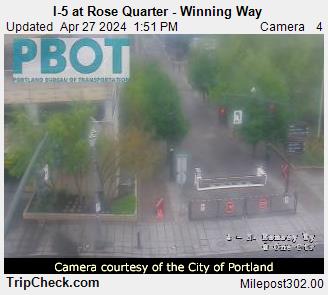 I-5 at Rose Quarter - Winning Way
Updated Apr 27 2024 1:51 PM Camera 4
PBOT
PORTLAND BUREAU OF TRANSPORTATION
Camera courtesy of the City of Portland
TripCheck.com Milepost302.00